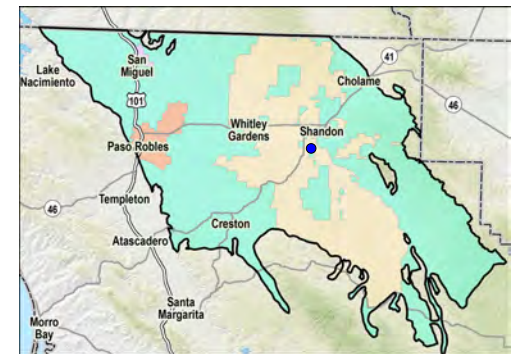 San
Miguel
Lake
Nacimiento
41
Cholame
101
46
Whitley
Gardens
Shandon
Paso Robles
Templeton
46
Creston
Atascadero
Santa
Margarita
Morro
Bay